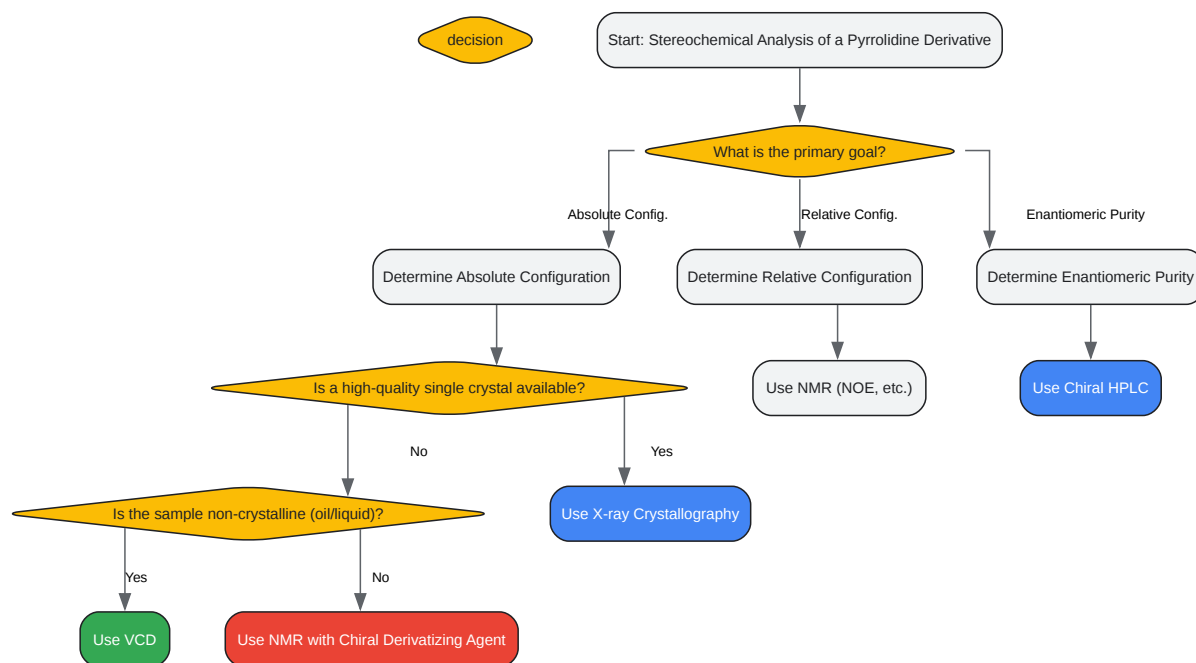 decision
Start: Stereochemical Analysis of a Pyrrolidine Derivative
What is the primary goal?
Absolute Config.
Relative Config.
Enantiomeric Purity
Determine Absolute Configuration
Determine Relative Configuration
Determine Enantiomeric Purity
Is a high-quality single crystal available?
Use NMR (NOE, etc.)
Use Chiral HPLC
No
Yes
Is the sample non-crystalline (oil/liquid)?
Use X-ray Crystallography
Yes
No
Use VCD
Use NMR with Chiral Derivatizing Agent